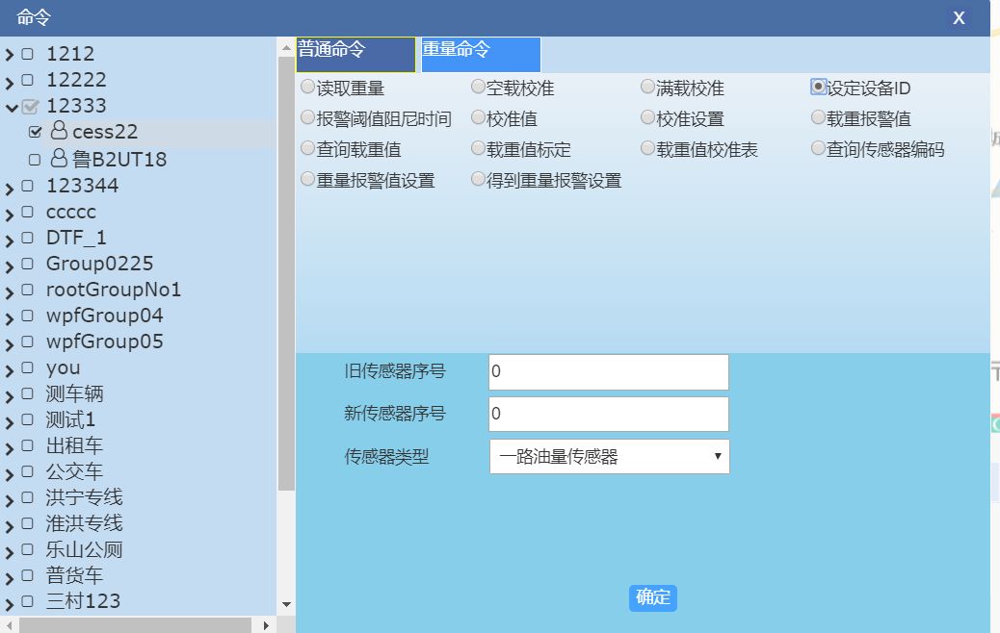 命令
X
1212
12222
12333
cess22
鲁B2UT18
123344
ccccc
DTF_1
Group0225
rootGroupNo1
wpfGroup04
wpfGroup05
you
测车辆
测试1
出租车
公交车
洪宁专线
淮洪专线
乐山公厕
普货车
三村123
普通命令 重量命令
读取重量 空载校准 满载校准 设定设备ID
报警阈值阻尼时间 校准值 校准设置 载重报警值
查询载重值 载重值标定 载重值校准表 查询传感器编码
重量报警值设置 得到重量报警设置
旧传感器序号 0
新传感器序号 0
传感器类型 一路油量传感器
确定